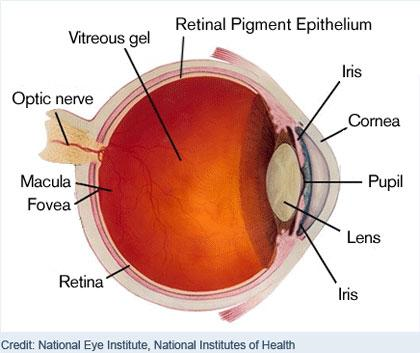 Retinal Pigment Epithelium
Vitreous gel
Iris
Optic nerve
Cornea
Macula
Fovea
Pupil
Lens
Retina
Iris
Credit: National Eye Institute, National Institutes of Health